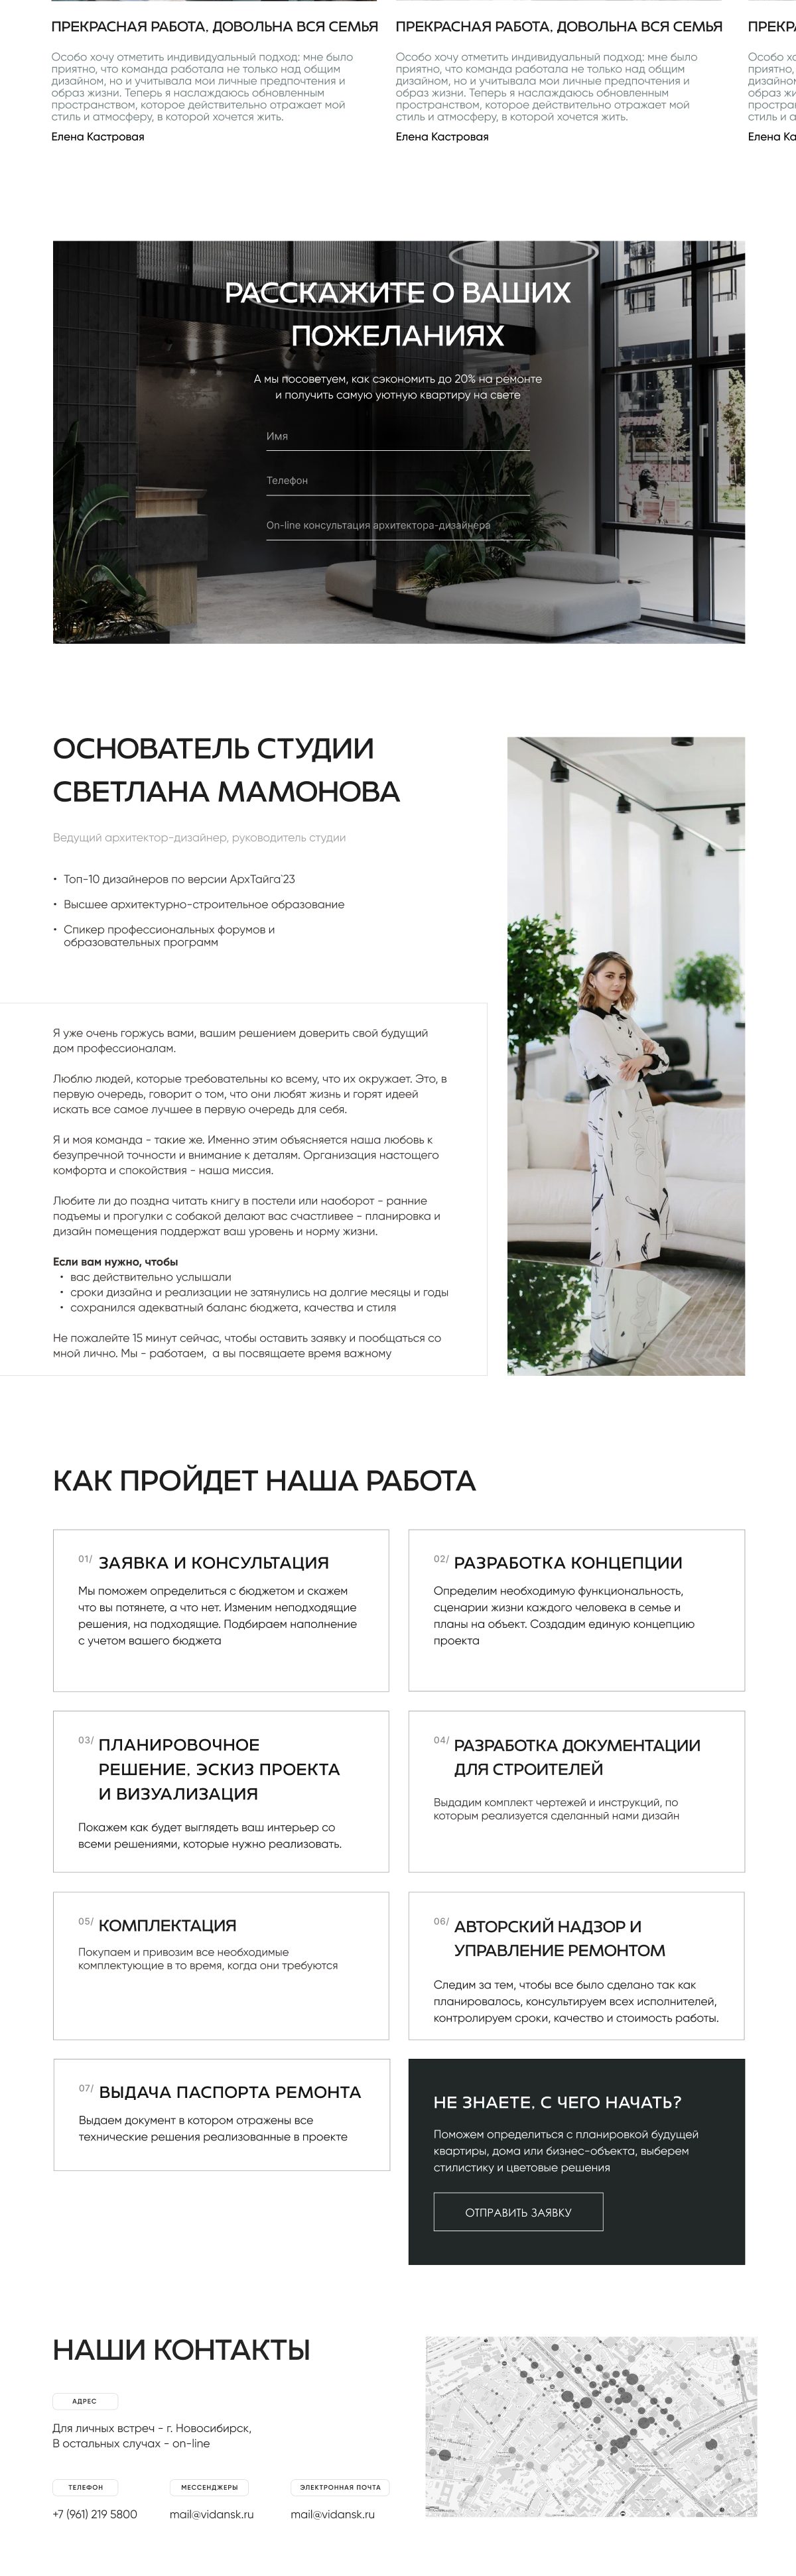 ПРЕКРАСНАЯ РАБОТА. ДОВОЛЬНА ВСЯ СЕМЬЯ
Особо хочу отметить индивидуальный подход: мне было
приятно, что команда работала не только над общим
дизайном, но и учитывала мои личные предпочтения и
образ жизни. Теперь я наслаждаюсь обновленным
пространством, которое действительно отражает мой
стиль и атмосферу, в которой хочется жить.
Елена Кастровая
ПРЕКРАСНАЯ РАБОТА. ДОВОЛЬНА ВСЯ СЕМЬЯ
Особо хочу отметить индивидуальный подход: мне было
приятно, что команда работала не только над общим
дизайном, но и учитывала мои личные предпочтения и
образ жизни. Теперь я наслаждаюсь обновленным
пространством, которое действительно отражает мой
стиль и атмосферу, в которой хочется жить.
Елена Кастровая
РАССКАЖИТЕ О ВАШИХ
ПОЖЕЛАНИЯХ
А мы посоветуем, как сэкономить до 20% на ремонте
и получить самую уютную квартиру на свете
Имя
Телефон
On-line консультация архитектора-дизайнера
ОСНОВАТЕЛЬ СТУДИИ
СВЕТЛАНА МАМОНОВА
Ведущий архитектор-дизайнер, руководитель студии
• Топ-10 дизайнеров по версии АрхТайга'23
• Высшее архитектурно-строительное образование
• Спикер профессиональных форумов и
образовательных программ
Я уже очень горжусь вами, вашим решением доверить свой будущий
дом профессионалам.
Люблю людей, которые требовательны ко всему, что их окружает. Это, в
первую очередь, говорит о том, что они любят жизнь и горят идеей
искать все самое лучшее в первую очередь для себя.
Я и моя команда - такие же. Именно этим объясняется наша любовь к
безупречной точности и внимание к деталям. Организация настоящего
комфорта и спокойствия - наша миссия.
Любите ли до поздна читать книгу в постели или наоборот - ранние
подъемы и прогулки с собакой делают вас счастливее - планировка и
дизайн помещения поддержат ваш уровень и норму жизни.
Если вам нужно, чтобы
• вас действительно услышали
• сроки дизайна и реализации не затянулись на долгие месяцы и годы
• сохранился адекватный баланс бюджета, качества и стиля
Не пожалейте 15 минут сейчас, чтобы оставить заявку и пообщаться со
мной лично. Мы - работаем, а вы посвящаете время важному
КАК ПРОЙДЕТ НАША РАБОТА
01/ ЗАЯВКА И КОНСУЛЬТАЦИЯ
Мы поможем определиться с бюджетом и скажем
что вы потянете, а что нет. Изменим неподходящие
решения, на подходящие. Подбираем наполнение
с учетом вашего бюджета
02/ РАЗРАБОТКА КОНЦЕПЦИИ
Определим необходимую функциональность,
сценарии жизни каждого человека в семье и
планы на объект. Создадим единую концепцию
проекта
03/ ПЛАНИРОВОЧНОЕ
РЕШЕНИЕ, ЭСКИЗ ПРОЕКТА
И ВИЗУАЛИЗАЦИЯ
Покажем как будет выглядеть ваш интерьер со
всеми решениями, которые нужно реализовать.
04/ РАЗРАБОТКА ДОКУМЕНТАЦИИ
ДЛЯ СТРОИТЕЛЕЙ
Выдадим комплект чертежей и инструкций, по
которым реализуется сделанный нами дизайн
05/ КОМПЛЕКТАЦИЯ
Покупаем и привозим все необходимые
комплектующие в то время, когда они требуются
06/ АВТОРСКИЙ НАДЗОР И
УПРАВЛЕНИЕ РЕМОНТОМ
Следим за тем, чтобы все было сделано так как
планировалось, консультируем всех исполнителей,
контролируем сроки, качество и стоимость работы.
07/ ВЫДАЧА ПАСПОРТА РЕМОНТА
Выдаем документ в котором отражены все
технические решения реализованные в проекте
НЕ ЗНАЕТЕ, С ЧЕГО НАЧАТЬ?
Поможем определиться с планировкой будущей
квартиры, дома или бизнес-объекта, выберем
стилистику и цветовые решения
ОТПРАВИТЬ ЗАЯВКУ
НАШИ КОНТАКТЫ
АДРЕС
Для личных встреч - г. Новосибирск,
В остальных случах - on-line
ТЕЛЕФОН
МЕССЕНДЖЕРЫ
ЭЛЕКТРОННАЯ ПОЧТА
+7 (961) 219 5800
mail@vidansk.ru
mail@vidansk.ru